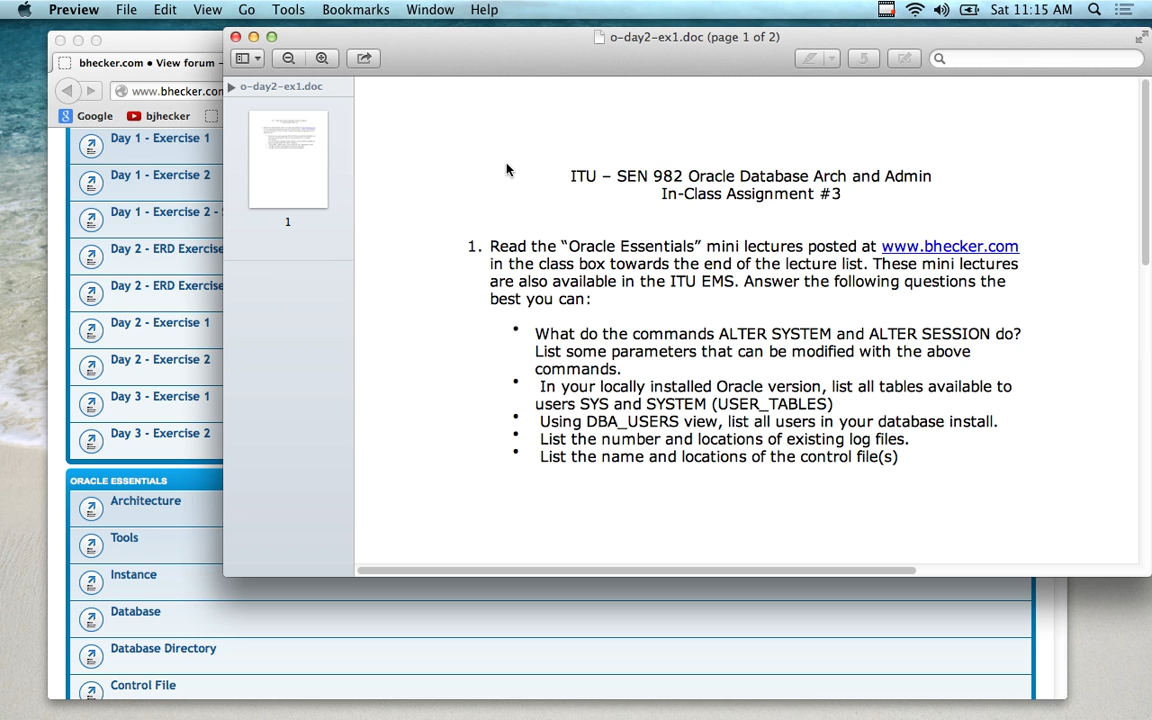 Preview File Edit View Go Tools Bookmarks Window Help Sat 11:15 AM
o-day2-ex1.doc (page 1 of 2)
bhecker.com • View forum –
www.bhecker.con
Google bjhecker
Day 1 - Exercise 1
Day 1 - Exercise 2
Day 1 - Exercise 2 -
Day 2 - ERD Exercise
Day 2 - ERD Exercise
Day 2 - Exercise 1
Day 2 - Exercise 2
Day 3 - Exercise 1
Day 3 - Exercise 2
ORACLE ESSENTIALS
Architecture
Tools
Instance
Database
Database Directory
Control File
o-day2-ex1.doc
1
ITU – SEN 982 Oracle Database Arch and Admin
In-Class Assignment #3
1. Read the “Oracle Essentials” mini lectures posted at www.bhecker.com
in the class box towards the end of the lecture list. These mini lectures
are also available in the ITU EMS. Answer the following questions the
best you can:
• What do the commands ALTER SYSTEM and ALTER SESSION do?
List some parameters that can be modified with the above
commands.
• In your locally installed Oracle version, list all tables available to
users SYS and SYSTEM (USER_TABLES)
• Using DBA_USERS view, list all users in your database install.
• List the number and locations of existing log files.
• List the name and locations of the control file(s)